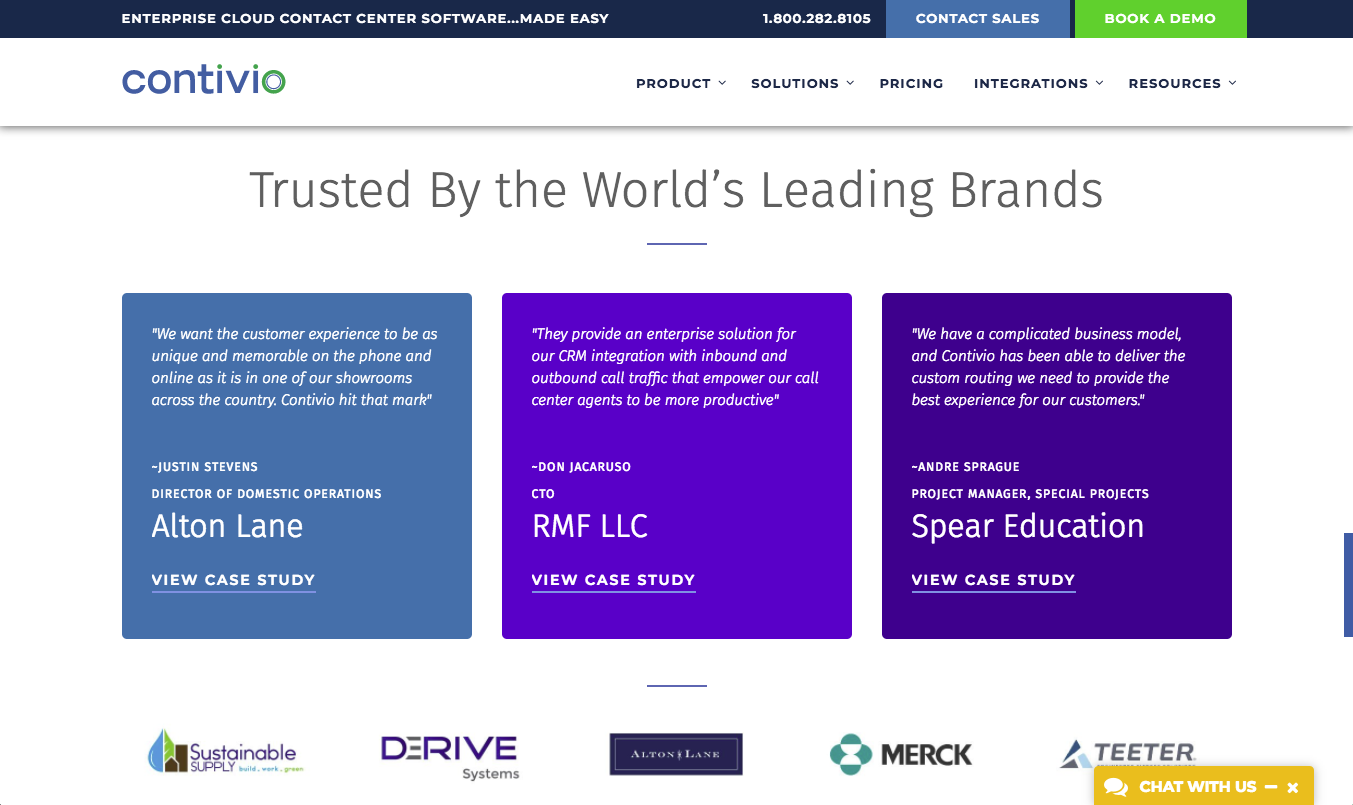 ENTERPRISE CLOUD CONTACT CENTER SOFTWARE...MADE EASY
1.800.282.8105
CONTACT SALES
BOOK A DEMO
contivio
PRODUCT
SOLUTIONS
PRICING
INTEGRATIONS
RESOURCES
Trusted By the World’s Leading Brands
"We want the customer experience to be as
unique and memorable on the phone and
online as it is in one of our showrooms
across the country. Contivio hit that mark"
~JUSTIN STEVENS
DIRECTOR OF DOMESTIC OPERATIONS
Alton Lane
VIEW CASE STUDY
"They provide an enterprise solution for
our CRM integration with inbound and
outbound call traffic that empower our call
center agents to be more productive"
~DON JACARUSO
CTO
RMF LLC
VIEW CASE STUDY
"We have a complicated business model,
and Contivio has been able to deliver the
custom routing we need to provide the
best experience for our customers."
~ANDRE SPRAGUE
PROJECT MANAGER, SPECIAL PROJECTS
Spear Education
VIEW CASE STUDY
Sustainable
SUPPLY build . work . green
DERIVE
Systems
ALTON LANE
MERCK
TEETER
CHAT WITH US